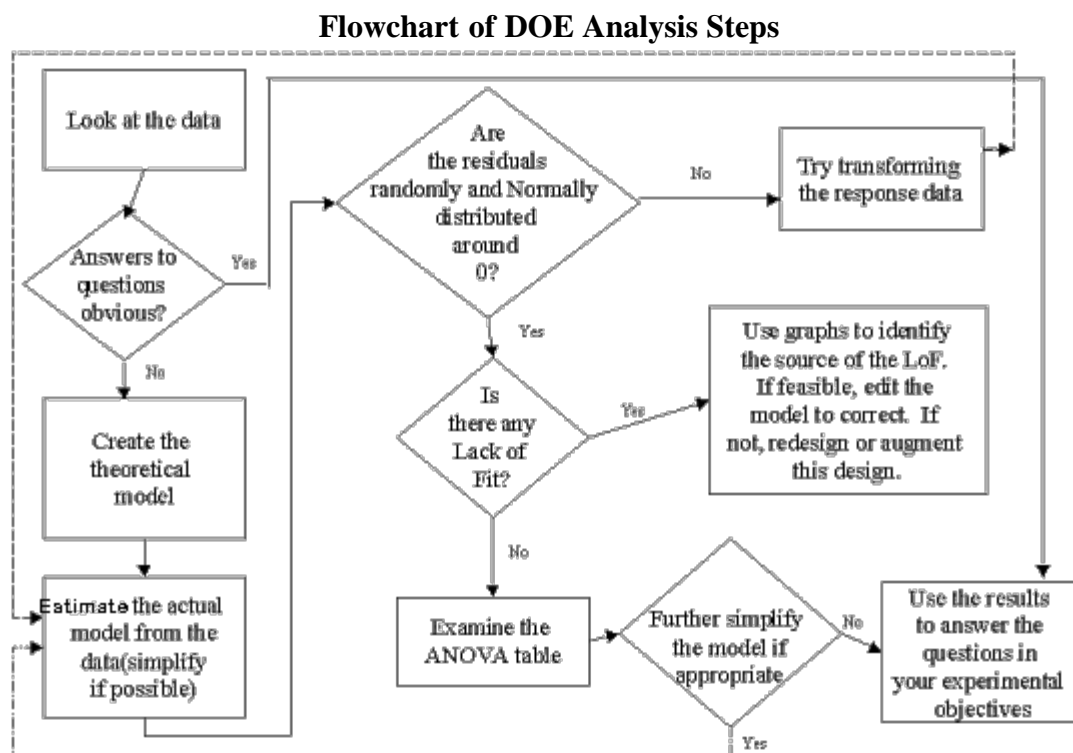 Flowchart of DOE Analysis Steps
Look at the data
Answers to
questions
obvious?
Yes
No
Create the
theoretical
model
Eatimate the actual
model from the
data(simplify
if possible)
Are
the residuals
randomly and Normally
distributed
around
0?
No
Try transforming
the response data
Yes
Is
there any
Lack of
Fit?
Yes
Use graphs to identify
the source of the LoF.
If feasible, edit the
model to correct. If
not, redesign or augment
this design.
No
Examine the
ANOVA table
Further simplify
the model if
appropriate
No
Use the results
to answer the
questions in
your experimental
objectives
Yes